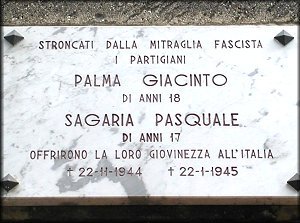 STRONCATI DALLA MITRAGLIA FASCISTA
I PARTIGIANI
PALMA GIACINTO
DI ANNI 18
SAGARIA PASQUALE
DI ANNI 17
OFFRIRONO LA LORO GIOVINEZZA ALL'ITALIA
† 22-11-1944 † 22-1-1945